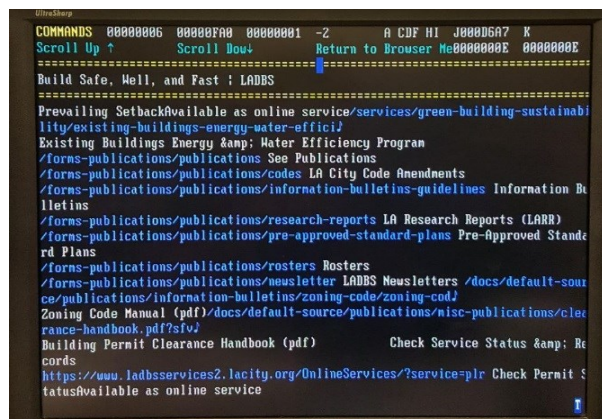 UltraSharp
COMMANDS 00000006 00000FA0 00000001 -Z A CDF HI J000D6A7 K
Scroll Up ↑ Scroll Dow↓ Return to Browser Me0000000E 0000000E
Build Safe, Well, and Fast ¦ LADBS
Prevailing SetbackAvailable as online service/services/green-building-sustainabi
lity/existing-buildings-energy-water-effici♪
Existing Buildings Energy &amp; Water Efficiency Program
/forms-publications/publications See Publications
/forms-publications/publications/codes LA City Code Amendments
/forms-publications/publications/information-bulletins-guidelines Information Bu
lletins
/forms-publications/publications/research-reports LA Research Reports (LARR)
/forms-publications/publications/pre-approved-standard-plans Pre-Approved Standa
rd Plans
/forms-publications/publications/rosters Rosters
/forms-publications/publications/newsletter LADBS Newsletters /docs/default-sour
ce/publications/information-bulletins/zoning-code/zoning-cod♪
Zoning Code Manual (pdf)/docs/default-source/publications/misc-publications/clea
rance-handbook.pdf?sfv♪
Building Permit Clearance Handbook (pdf) Check Service Status &amp; Re
cords
https://www.ladbsservices2.lacity.org/OnlineServices/?service=plr Check Permit S
tatusAvailable as online service
T